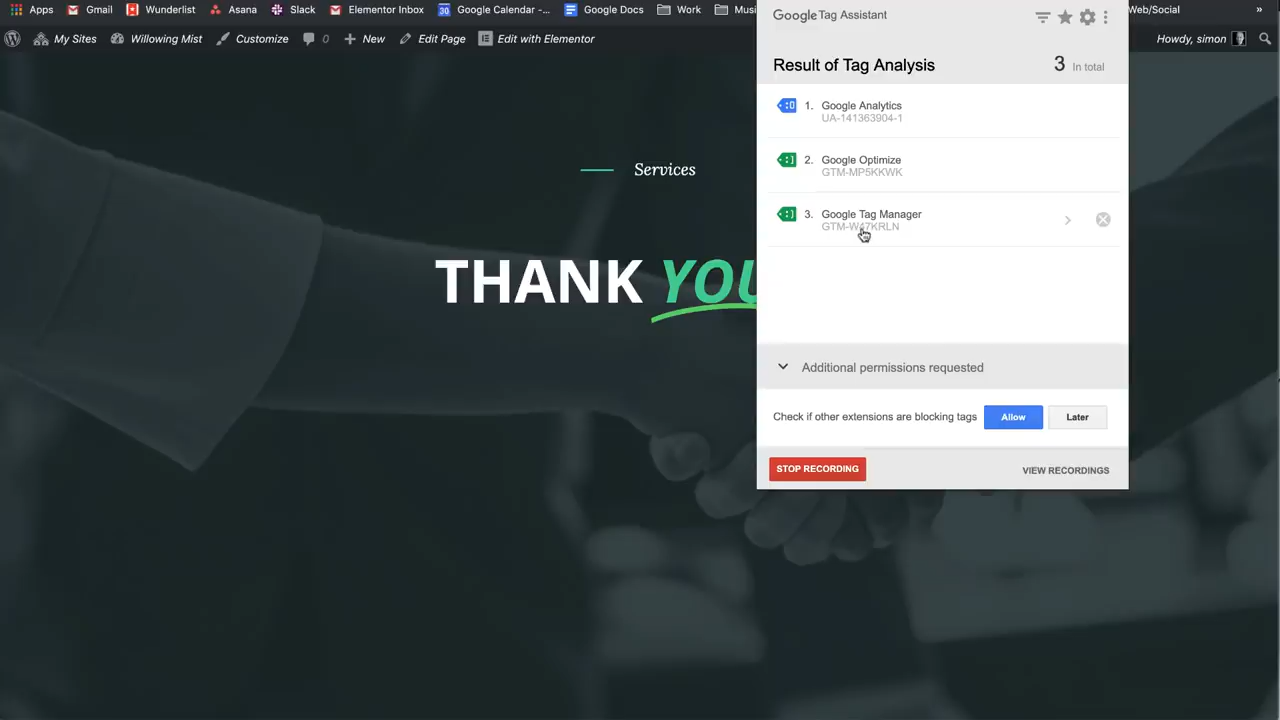 Apps Gmail Wunderlist Asana Slack Elementor Inbox Google Calendar -... Google Docs Work Musi Web/Social »
My Sites Willowing Mist Customize 0 New Edit Page Edit with Elementor Howdy, simon
Google Tag Assistant
Result of Tag Analysis 3 In total
1. Google Analytics
UA-141363904-1
2. Google Optimize
GTM-MP5KKWK
3. Google Tag Manager
GTM-W47KRLN
Services
THANK YOU
Additional permissions requested
Check if other extensions are blocking tags Allow Later
STOP RECORDING VIEW RECORDINGS